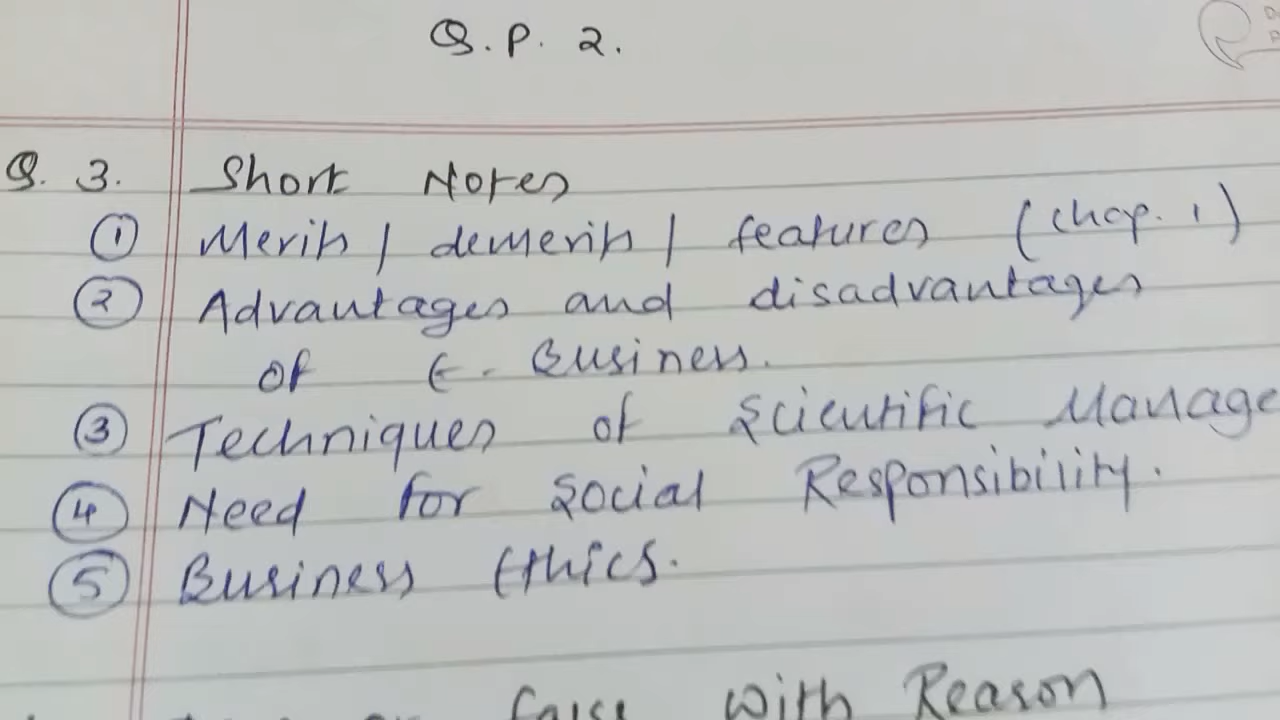 Q.P. 2.
Q. 3. Short Notes
① Merits / demerits / features (chap. 1)
② Advantages and disadvantages
of E-Business.
③ Techniques of Scientific Manage
④ Need for Social Responsibility.
⑤ Business Ethics.
false with Reason